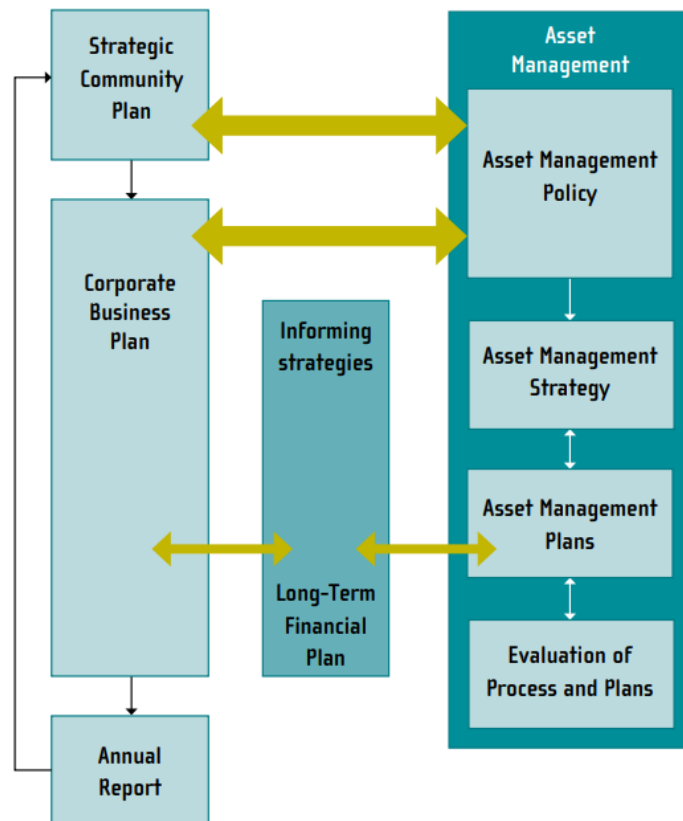 Strategic
Community
Plan
Corporate
Business
Plan
Annual
Report
Informing
strategies
Long-Term
Financial
Plan
Asset
Management
Asset Management
Policy
Asset Management
Strategy
Asset Management
Plans
Evaluation of
Process and Plans